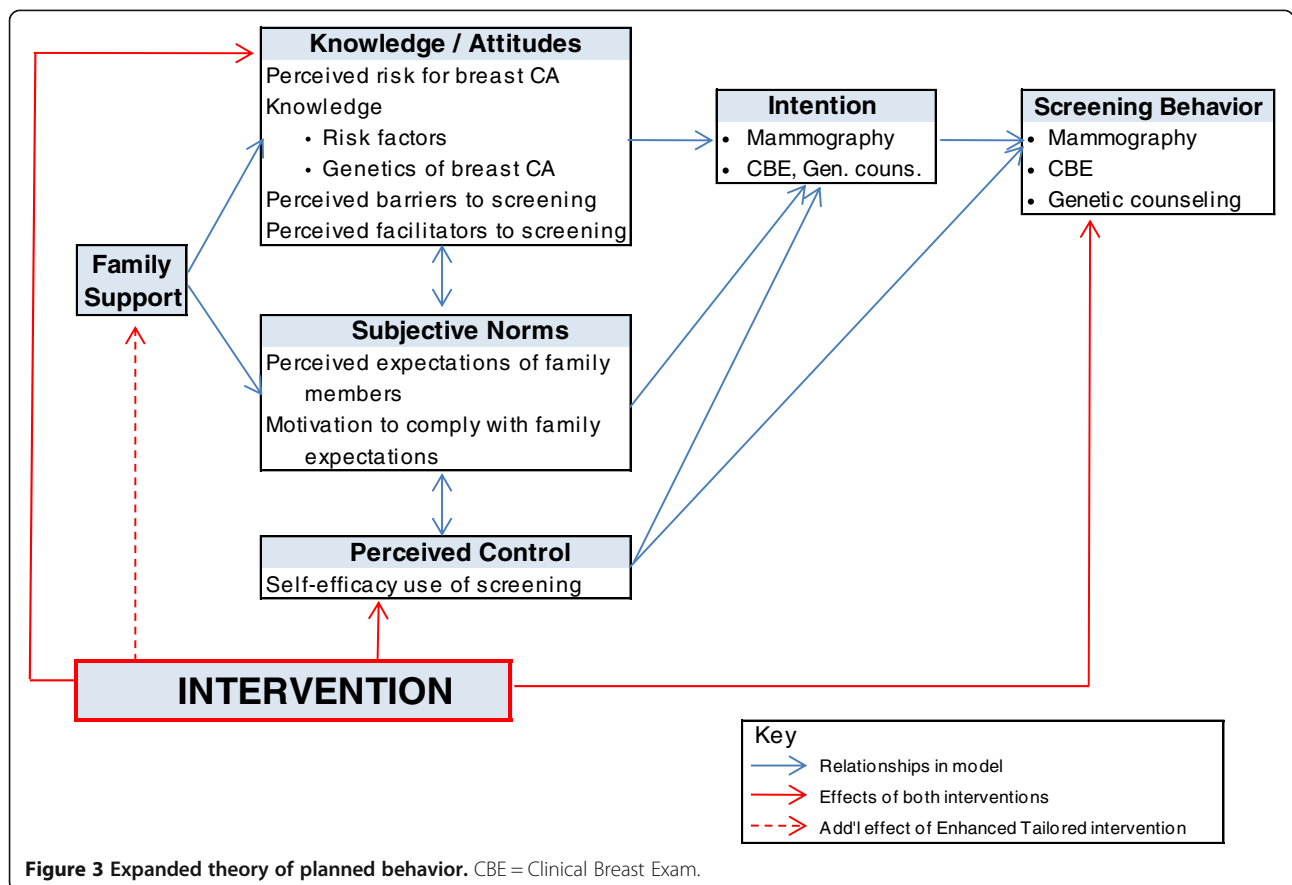 Knowledge / Attitudes
Perceived risk for breast CA
Knowledge
• Risk factors
• Genetics of breast CA
Perceived barriers to screening
Perceived facilitators to screening
Intention
• Mammography
• CBE, Gen. couns.
Screening Behavior
• Mammography
• CBE
• Genetic counseling
Family
Support
Subjective Norms
Perceived expectations of family
members
Motivation to comply with family
expectations
Perceived Control
Self-efficacy use of screening
INTERVENTION
Key
Relationships in model
Effects of both interventions
Add'l effect of Enhanced Tailored intervention
Figure 3 Expanded theory of planned behavior. CBE = Clinical Breast Exam.